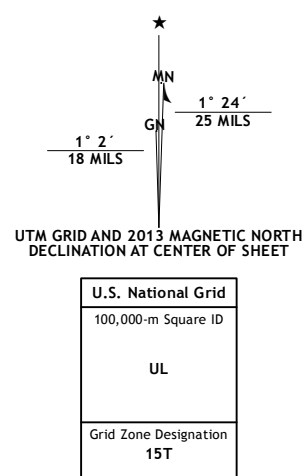 ★
MN
1° 24´
25 MILS
GN
1° 2´
18 MILS
UTM GRID AND 2013 MAGNETIC NORTH
DECLINATION AT CENTER OF SHEET
U.S. National Grid
100,000-m Square ID
UL
Grid Zone Designation
15T